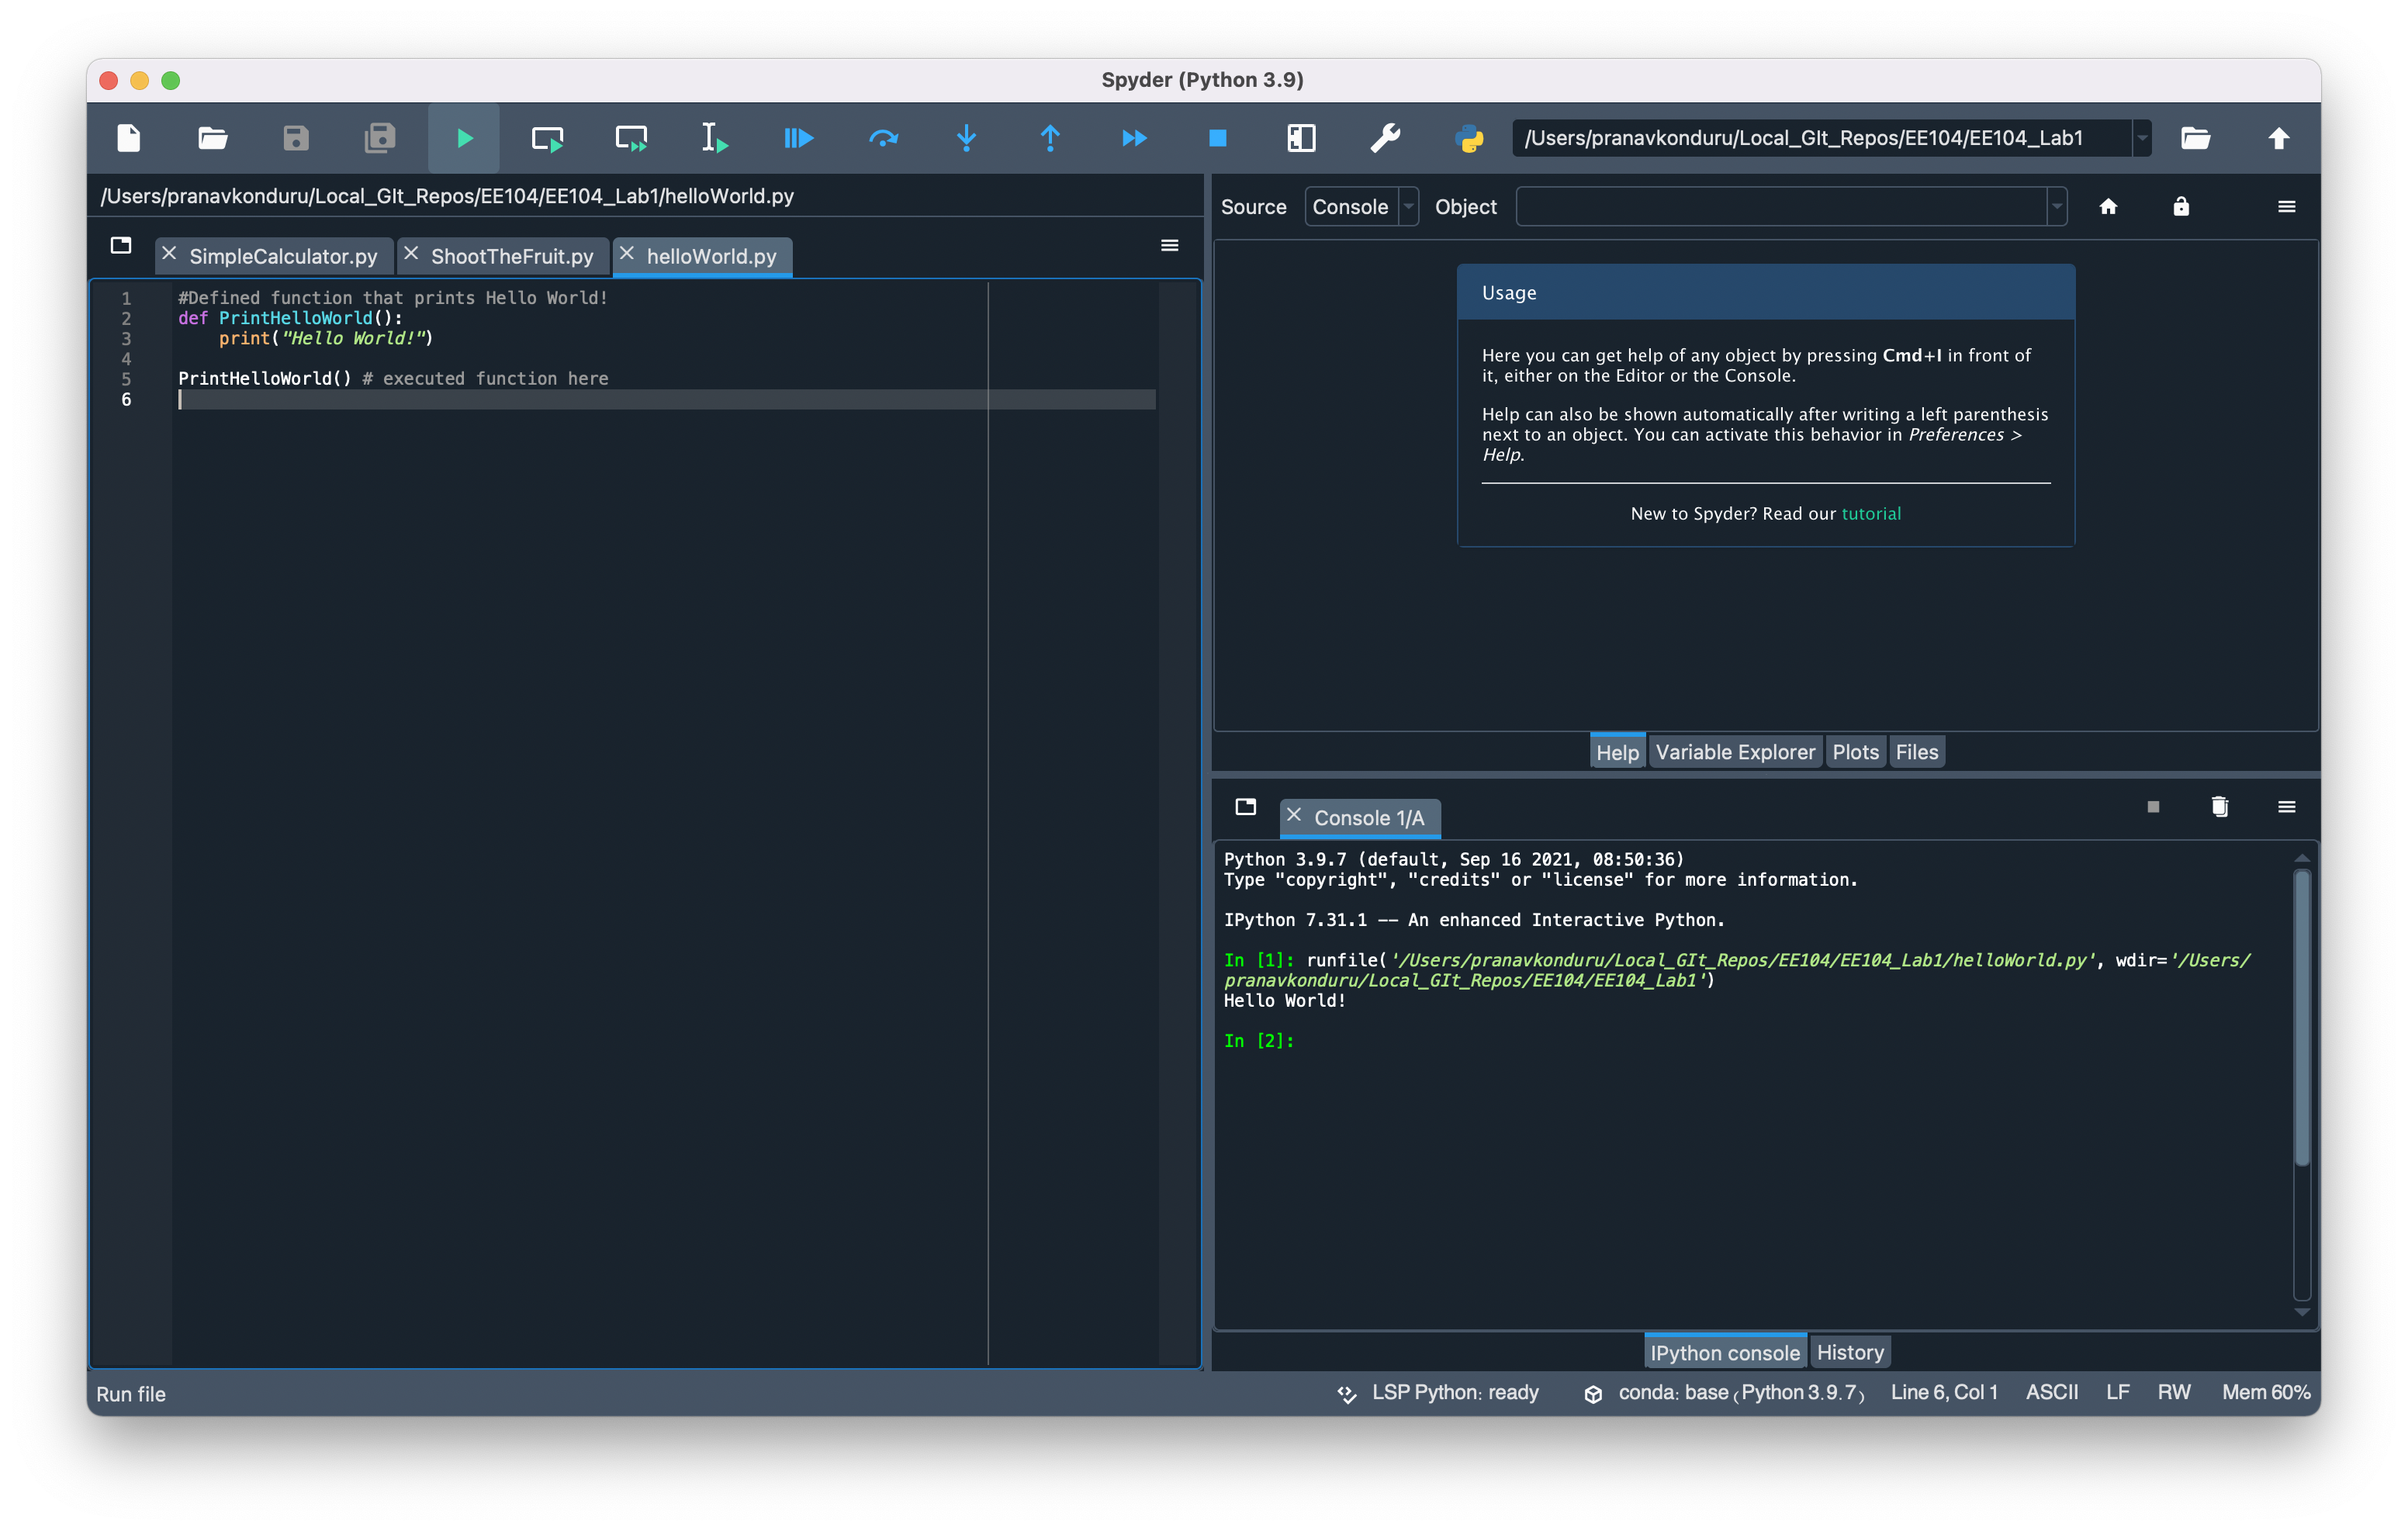 Spyder (Python 3.9)
/Users/pranavkonduru/Local_GIt_Repos/EE104/EE104_Lab1
/Users/pranavkonduru/Local_GIt_Repos/EE104/EE104_Lab1/helloWorld.py
SimpleCalculator.py
ShootTheFruit.py
helloWorld.py
1 #Defined function that prints Hello World!
2 def PrintHelloWorld():
3 print("Hello World!")
4
5 PrintHelloWorld() # executed function here
6
Source Console Object
Usage
Here you can get help of any object by pressing Cmd+I in front of
it, either on the Editor or the Console.
Help can also be shown automatically after writing a left parenthesis
next to an object. You can activate this behavior in Preferences >
Help.
New to Spyder? Read our tutorial
Help Variable Explorer Plots Files
Console 1/A
Python 3.9.7 (default, Sep 16 2021, 08:50:36)
Type "copyright", "credits" or "license" for more information.
IPython 7.31.1 -- An enhanced Interactive Python.
In [1]: runfile('/Users/pranavkonduru/Local_GIt_Repos/EE104/EE104_Lab1/helloWorld.py', wdir='/Users/
pranavkonduru/Local_GIt_Repos/EE104/EE104_Lab1')
Hello World!
In [2]:
IPython console History
Run file LSP Python: ready conda: base (Python 3.9.7) Line 6, Col 1 ASCII LF RW Mem 60%